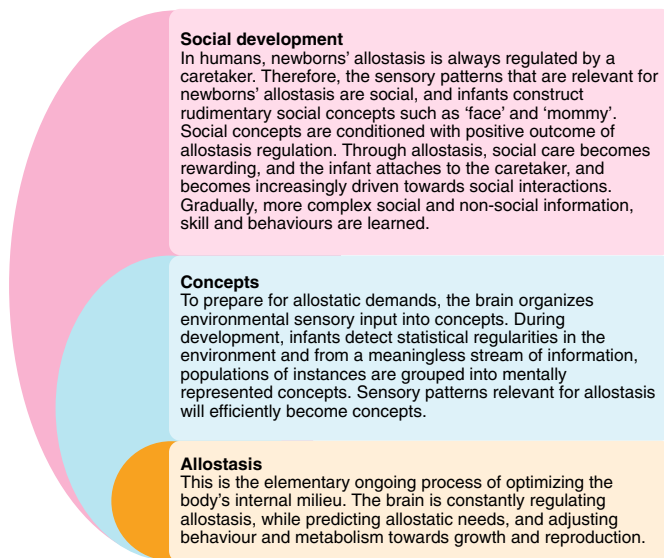 Social development
In humans, newborns’ allostasis is always regulated by a
caretaker. Therefore, the sensory patterns that are relevant for
newborns’ allostasis are social, and infants construct
rudimentary social concepts such as ‘face’ and ‘mommy’.
Social concepts are conditioned with positive outcome of
allostasis regulation. Through allostasis, social care becomes
rewarding, and the infant attaches to the caretaker, and
becomes increasingly driven towards social interactions.
Gradually, more complex social and non-social information,
skill and behaviours are learned.
Concepts
To prepare for allostatic demands, the brain organizes
environmental sensory input into concepts. During
development, infants detect statistical regularities in the
environment and from a meaningless stream of information,
populations of instances are grouped into mentally
represented concepts. Sensory patterns relevant for allostasis
will efficiently become concepts.
Allostasis
This is the elementary ongoing process of optimizing the
body’s internal milieu. The brain is constantly regulating
allostasis, while predicting allostatic needs, and adjusting
behaviour and metabolism towards growth and reproduction.